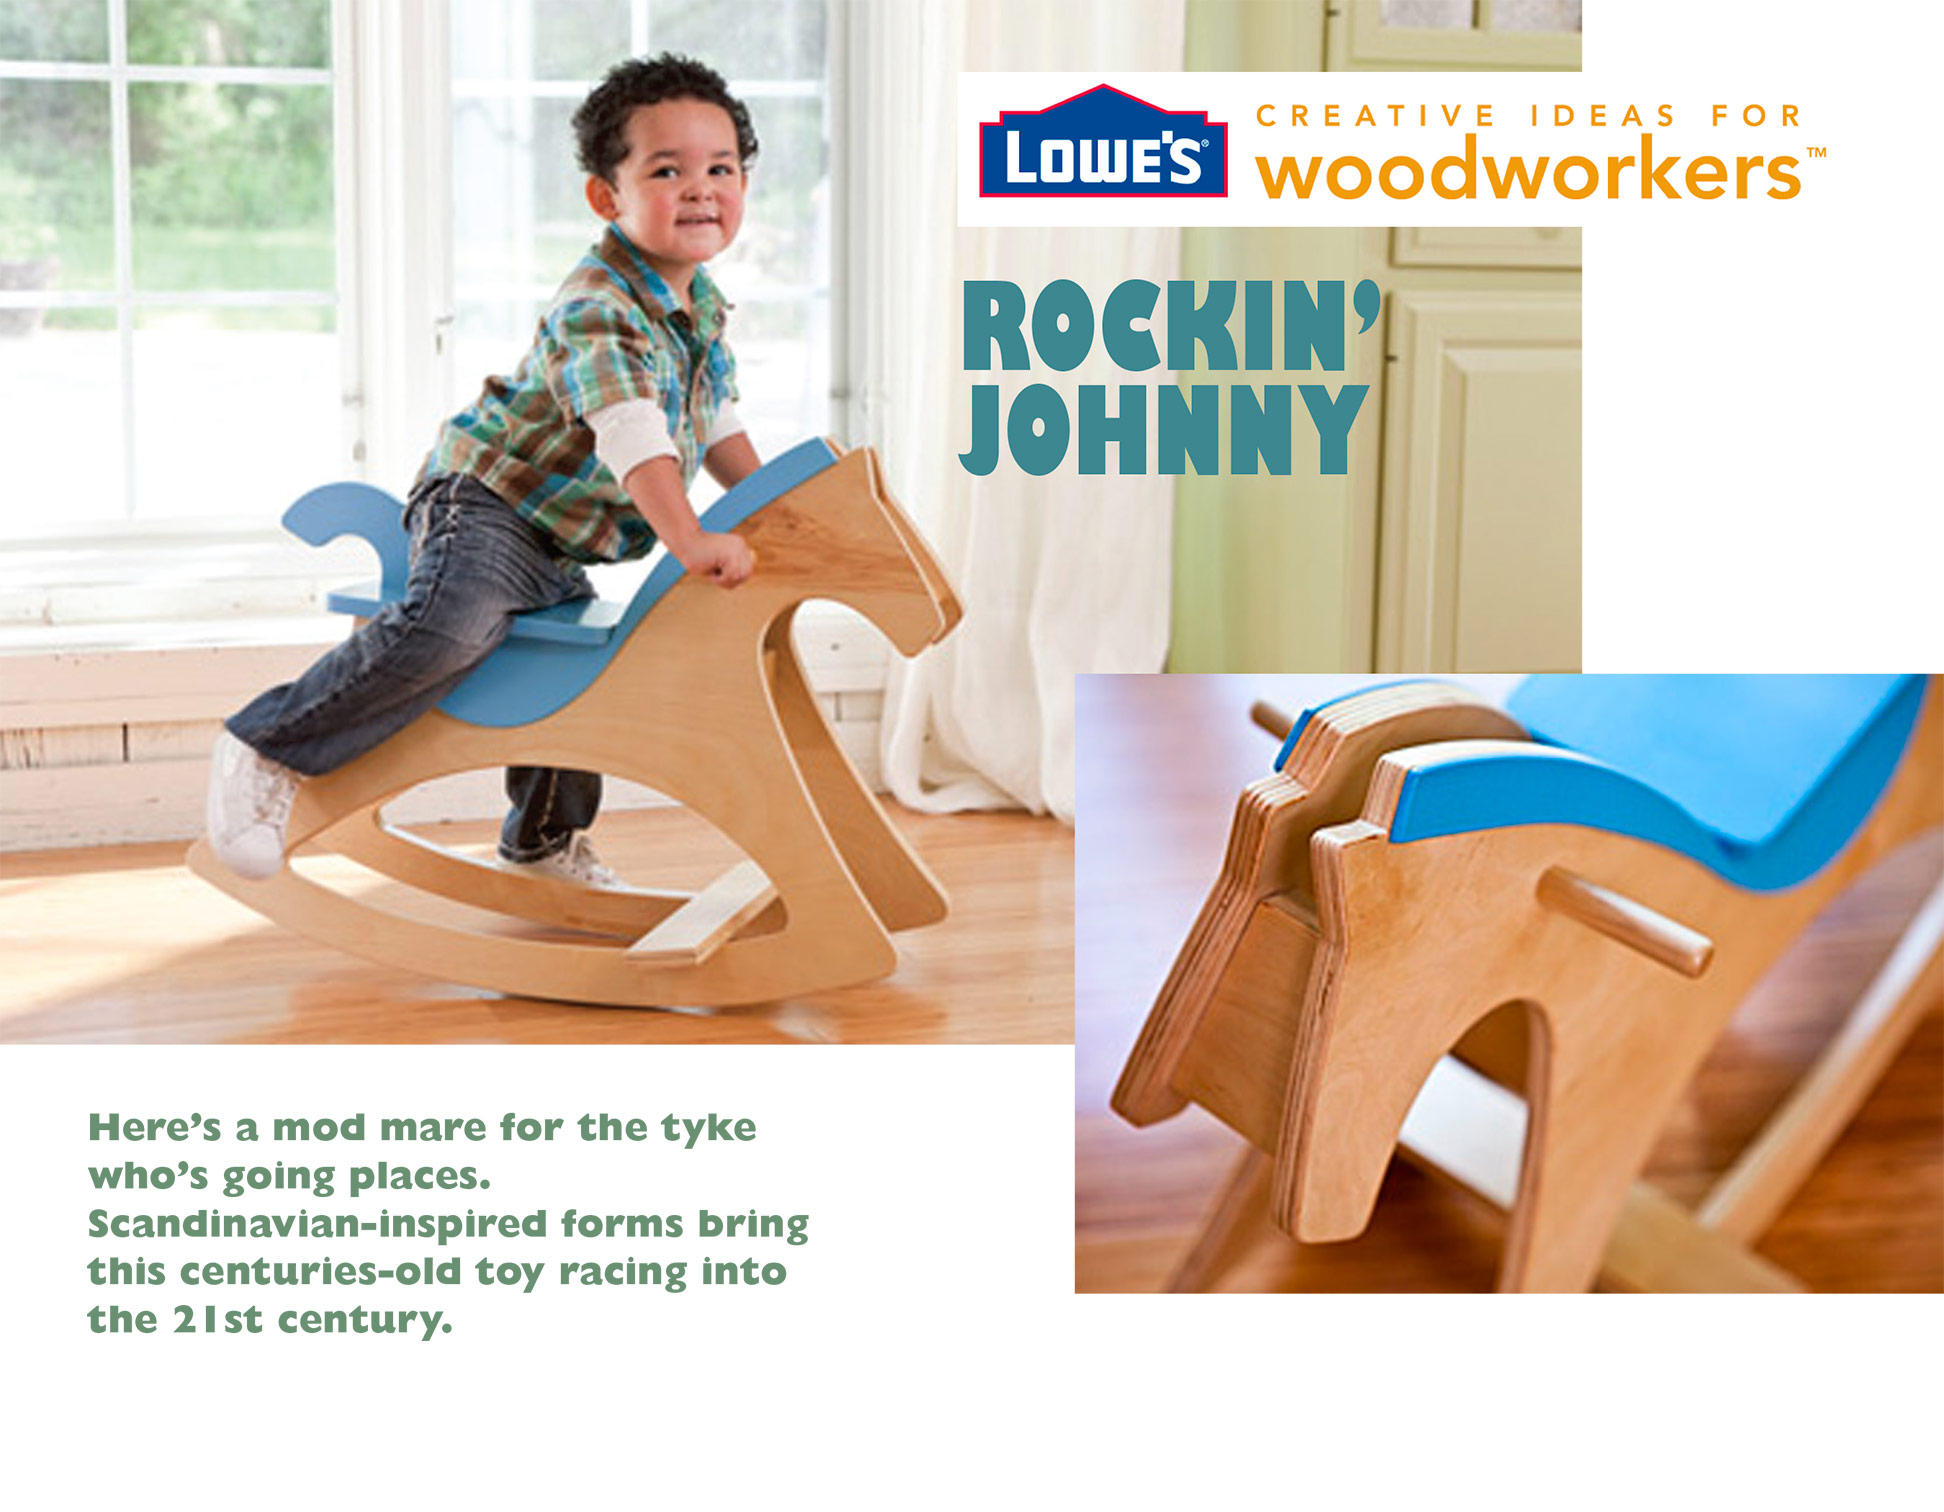 LOWE'S®
CREATIVE IDEAS FOR
woodworkers™
ROCKIN'
JOHNNY
Here's a mod mare for the tyke
who's going places.
Scandinavian-inspired forms bring
this centuries-old toy racing into
the 21st century.